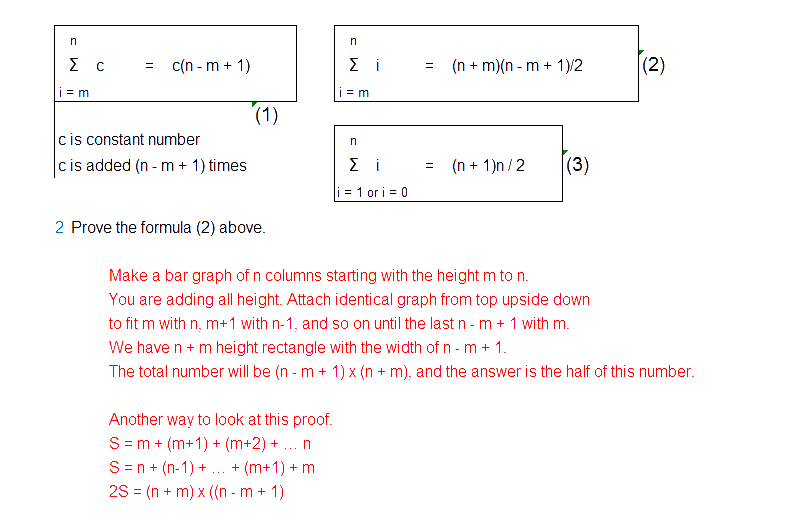 n
Σ c = c(n - m + 1)
i = m
(1)
c is constant number
c is added (n - m + 1) times
n
Σ i = (n + m)(n - m + 1)/2
i = m
(2)
n
Σ i = (n + 1)n / 2
i = 1 or i = 0
(3)
2 Prove the formula (2) above.
Make a bar graph of n columns starting with the height m to n.
You are adding all height. Attach identical graph from top upside down
to fit m with n, m+1 with n-1, and so on until the last n - m + 1 with m.
We have n + m height rectangle with the width of n - m + 1.
The total number will be (n - m + 1) x (n + m), and the answer is the half of this number.
Another way to look at this proof.
S = m + (m+1) + (m+2) + ... n
S = n + (n-1) + ... + (m+1) + m
2S = (n + m) x ((n - m + 1)